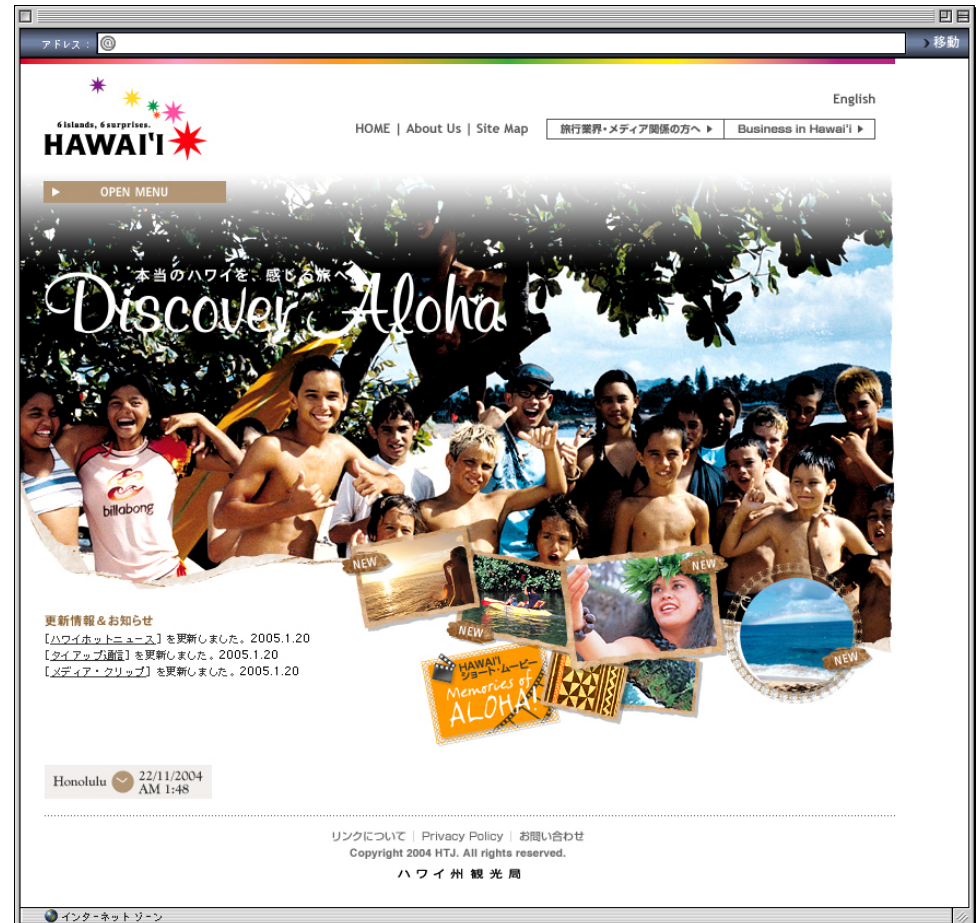 アドレス : @
移動
English
6 islands, 6 surprises.
HAWAI'I
HOME | About Us | Site Map
旅行業界・メディア関係の方へ
Business in Hawai'i
OPEN MENU
本当のハワイを、感じる旅へ。
Discover Aloha
billabong
NEW
NEW
NEW
NEW
HAWAI'I
ショート・ムービー
Memories of
ALOHA!
更新情報&お知らせ
[ハワイホットニュース] を更新しました。2005.1.20
[タイアップ通信] を更新しました。2005.1.20
[メディア・クリップ] を更新しました。2005.1.20
Honolulu 22/11/2004
AM 1:48
リンクについて | Privacy Policy | お問い合わせ
Copyright 2004 HTJ. All rights reserved.
ハワイ州観光局
インターネット ゾーン